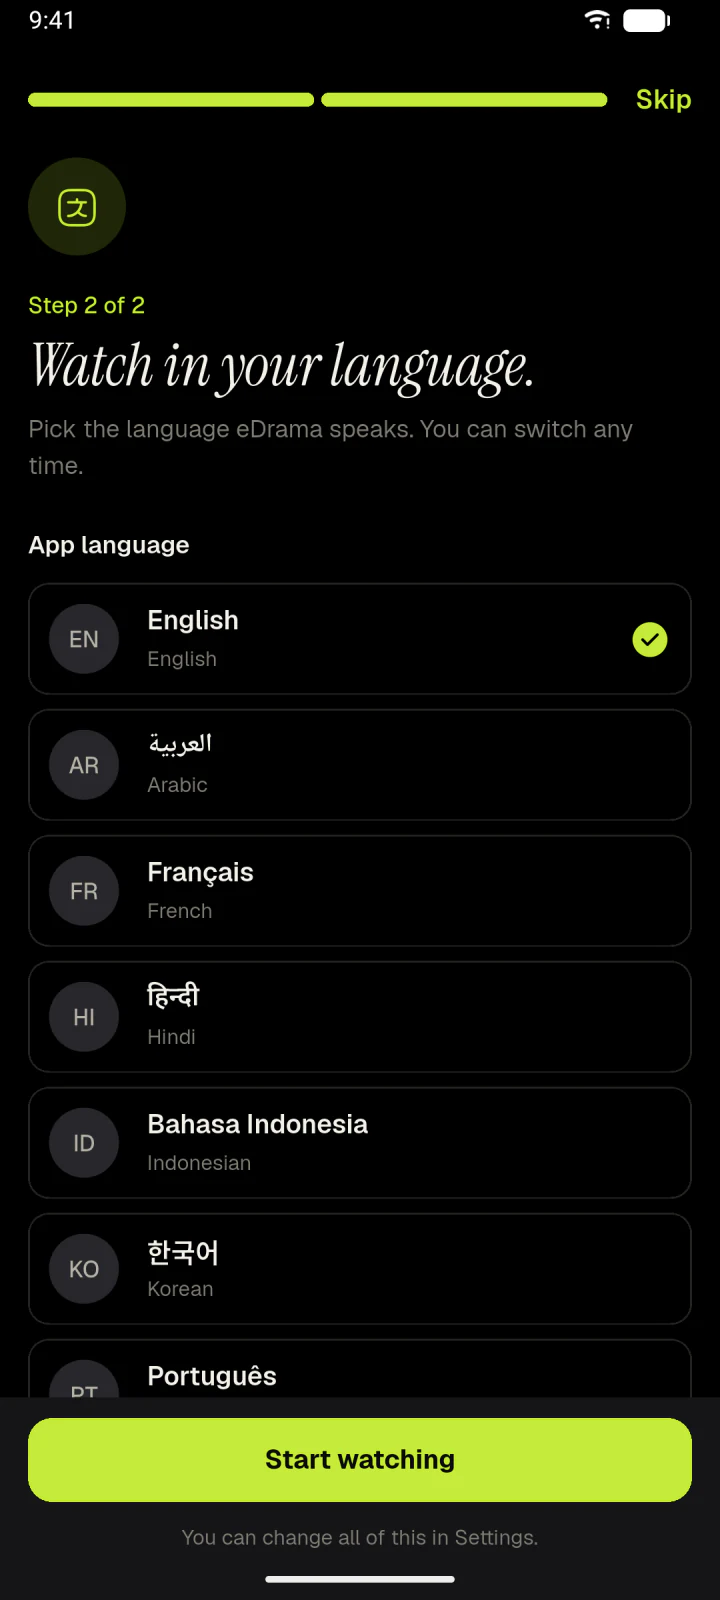 9:41
Skip
文
Step 2 of 2
Watch in your language.
Pick the language eDrama speaks. You can switch any
time.
App language
EN
English
English
AR
العربية
Arabic
FR
Français
French
HI
हिन्दी
Hindi
ID
Bahasa Indonesia
Indonesian
KO
한국어
Korean
PT
Português
Start watching
You can change all of this in Settings.